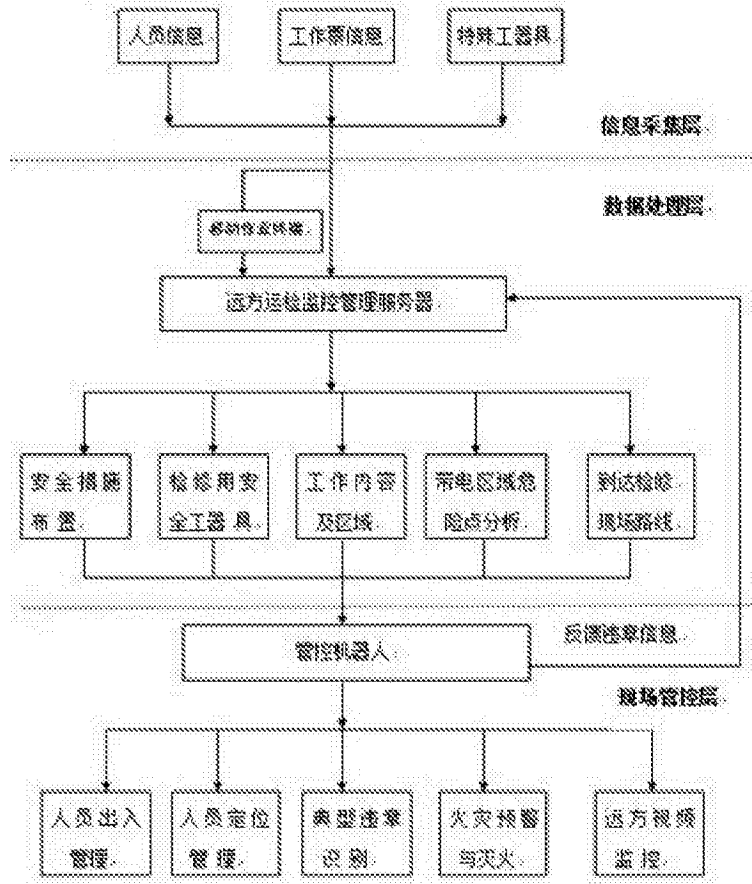 人员信息.
工作票信息
特殊工器具
信息采集层.
数据处理层.
移动作业终端.
远方运检监控管理服务器.
安全措施
布置.
检修用安
全工器具.
工作内容
及区域.
带电区域危
险点分析.
到达检修
现场路线.
反馈违章信息.
管控机器人.
现场管控层.
人员出入
管理.
人员定位
管理.
典型违章
识别.
火灾预警
与灭火.
远方视频
监控.